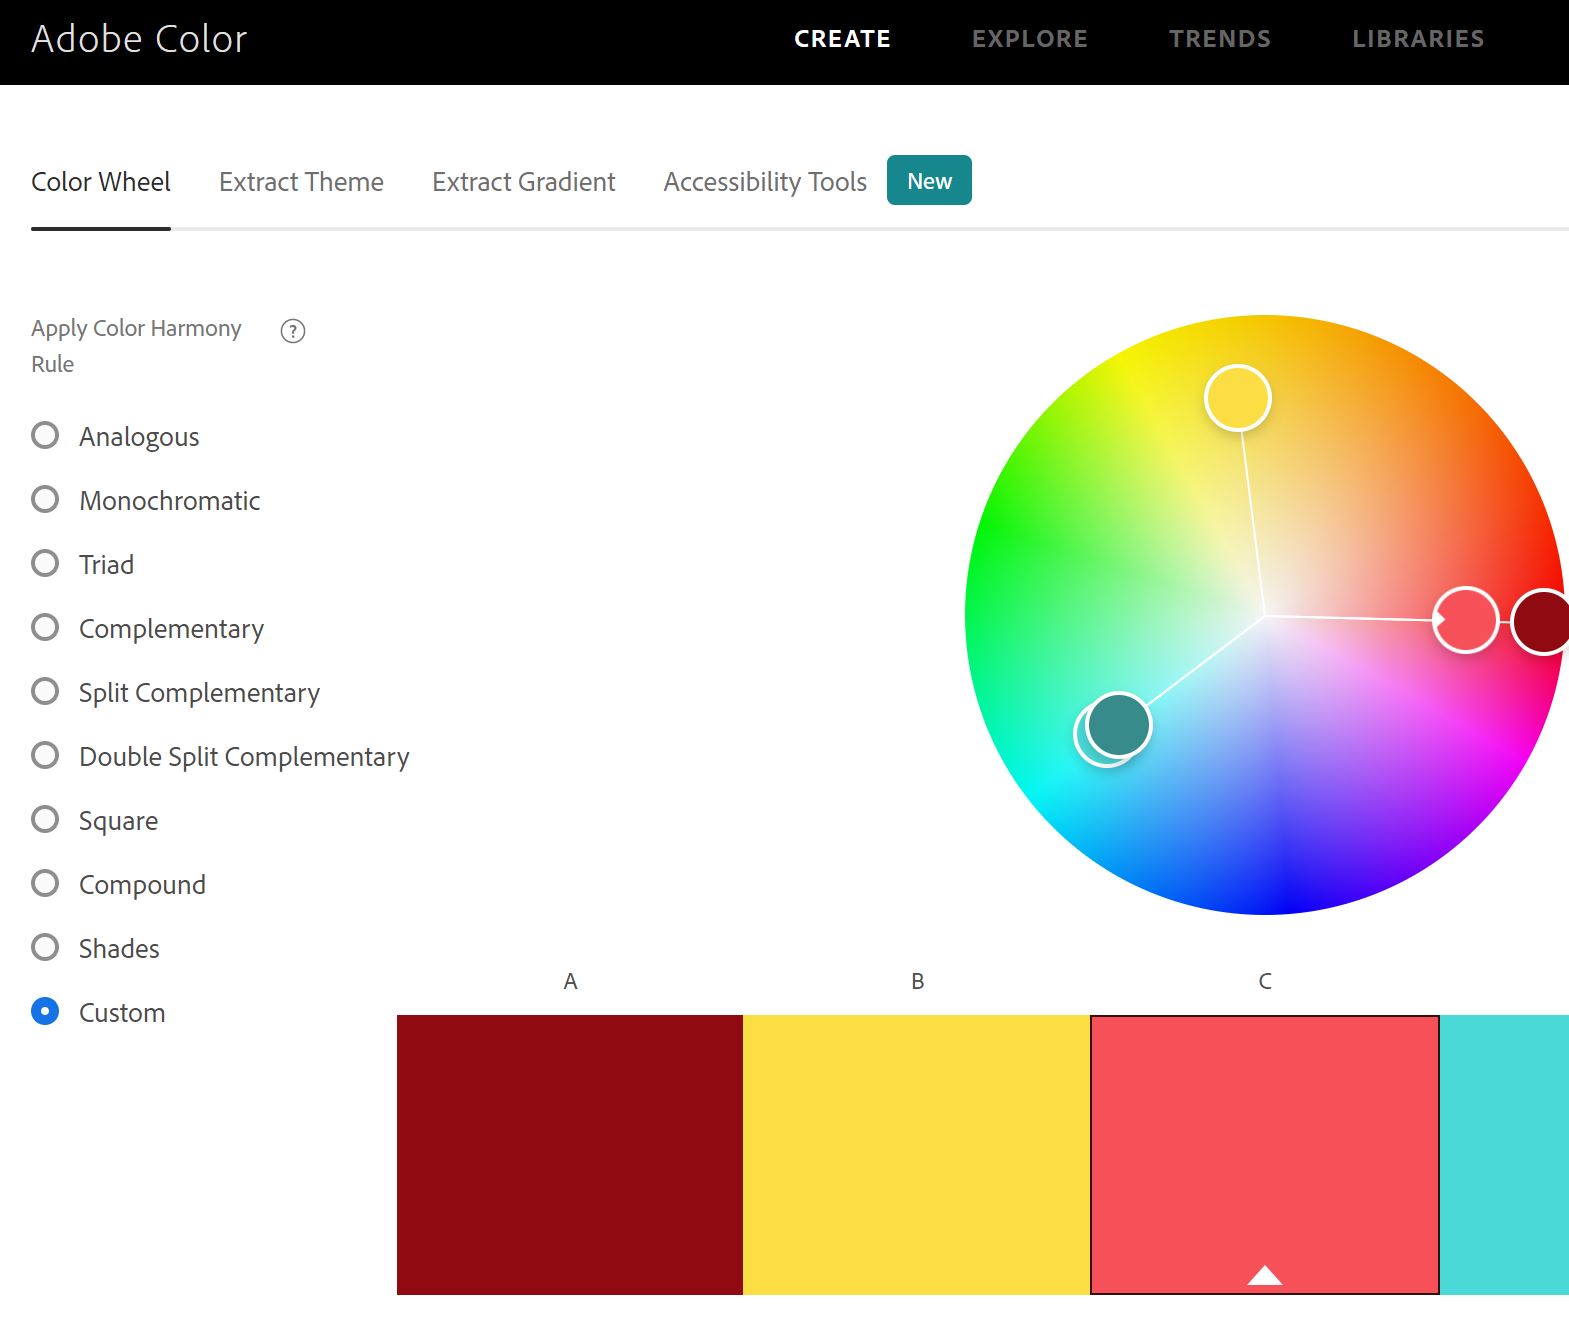 Adobe Color
CREATE
EXPLORE
TRENDS
LIBRARIES
Color Wheel
Extract Theme
Extract Gradient
Accessibility Tools
New
Apply Color Harmony
Rule
?
Analogous
Monochromatic
Triad
Complementary
Split Complementary
Double Split Complementary
Square
Compound
Shades
Custom
A
B
C